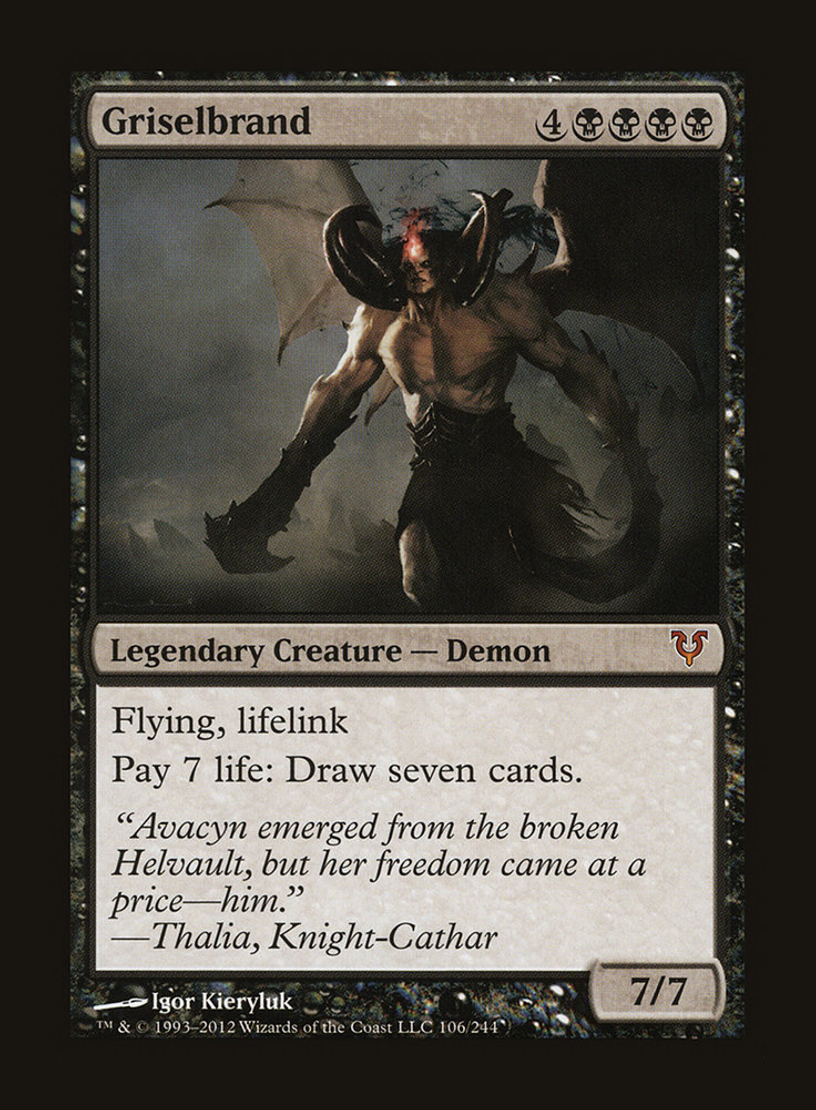 Griselbrand 4
Legendary Creature — Demon
Flying, lifelink
Pay 7 life: Draw seven cards.
“Avacyn emerged from the broken
Helvault, but her freedom came at a
price—him.”
—Thalia, Knight-Cathar
7/7
Igor Kieryluk
™ & © 1993–2012 Wizards of the Coast LLC 106/244